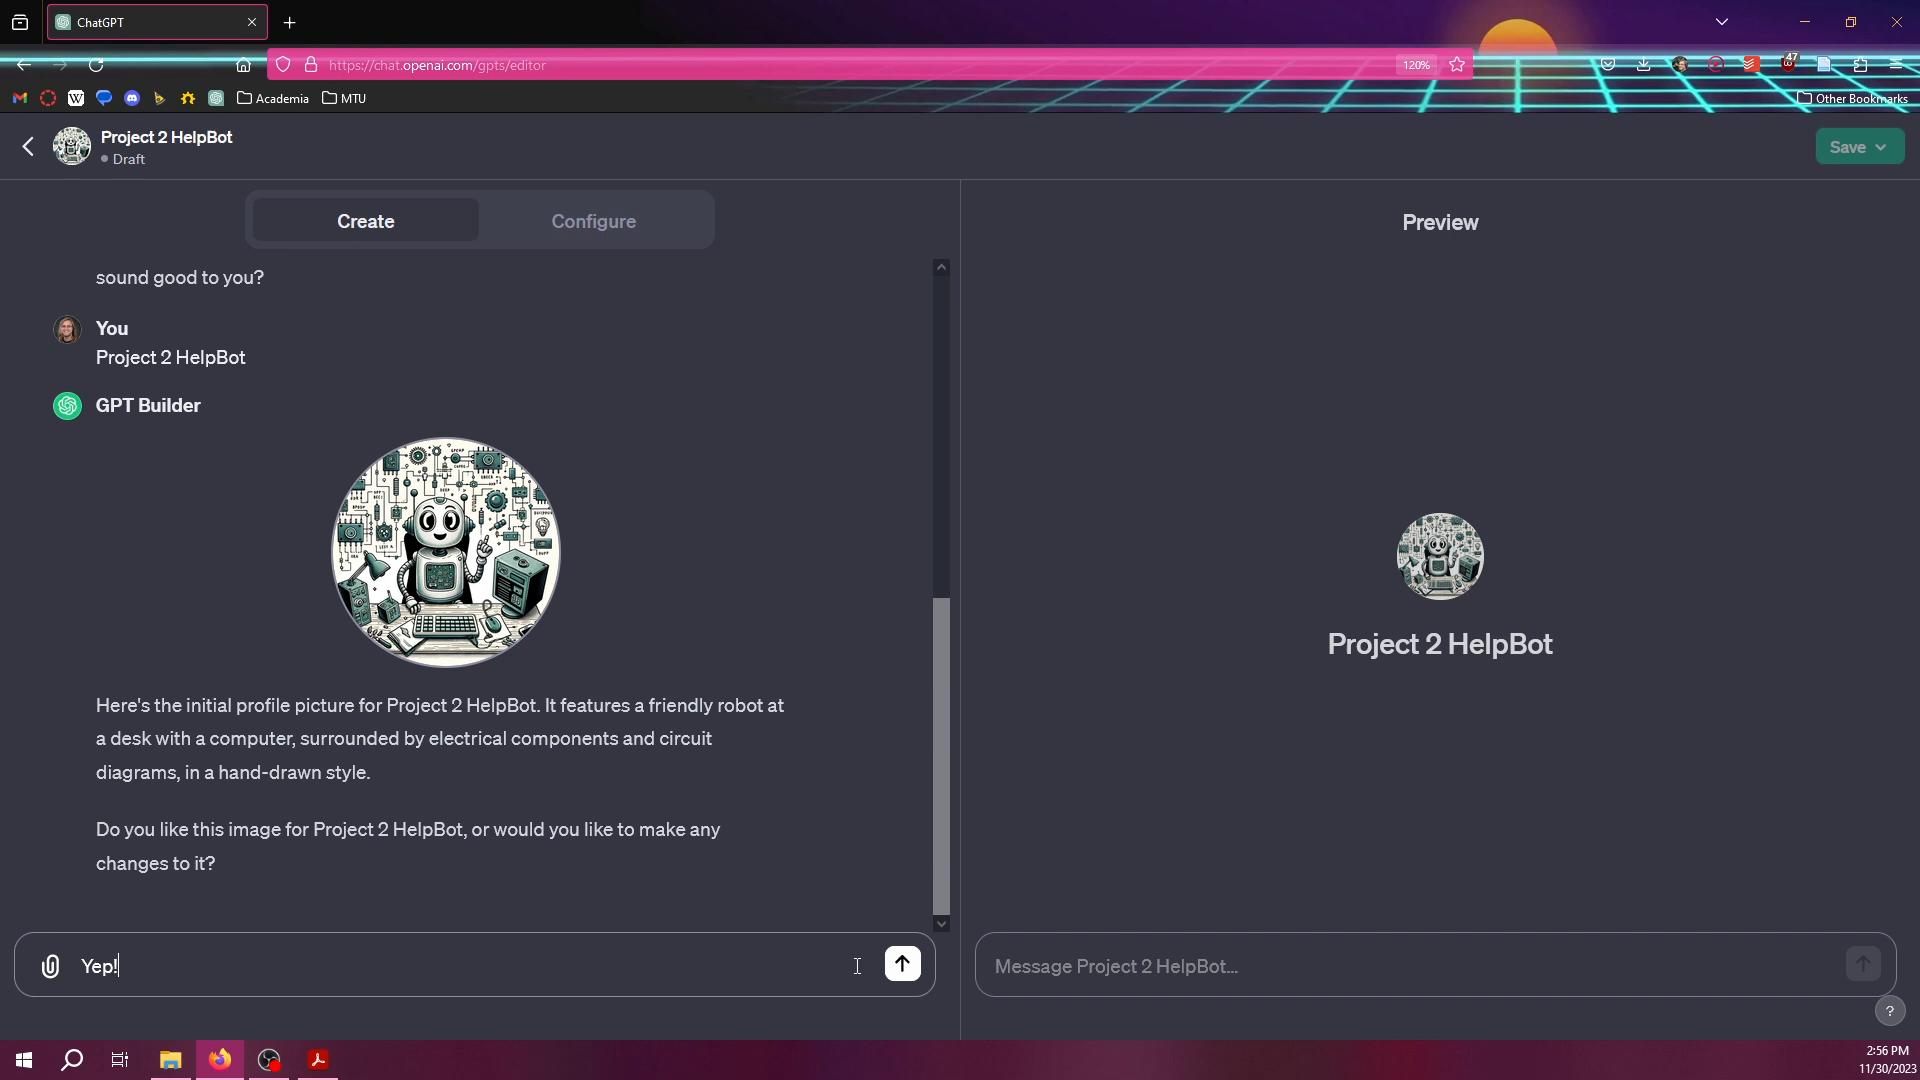 ChatGPT
https://chat.openai.com/gpts/editor
120%
47
Academia
MTU
Other Bookmarks
Project 2 HelpBot
Draft
Save
Create
Configure
Preview
sound good to you?
You
Project 2 HelpBot
GPT Builder
Here's the initial profile picture for Project 2 HelpBot. It features a friendly robot at
a desk with a computer, surrounded by electrical components and circuit
diagrams, in a hand-drawn style.
Do you like this image for Project 2 HelpBot, or would you like to make any
changes to it?
Yep!
Project 2 HelpBot
Message Project 2 HelpBot...
?
2:56 PM
11/30/2023